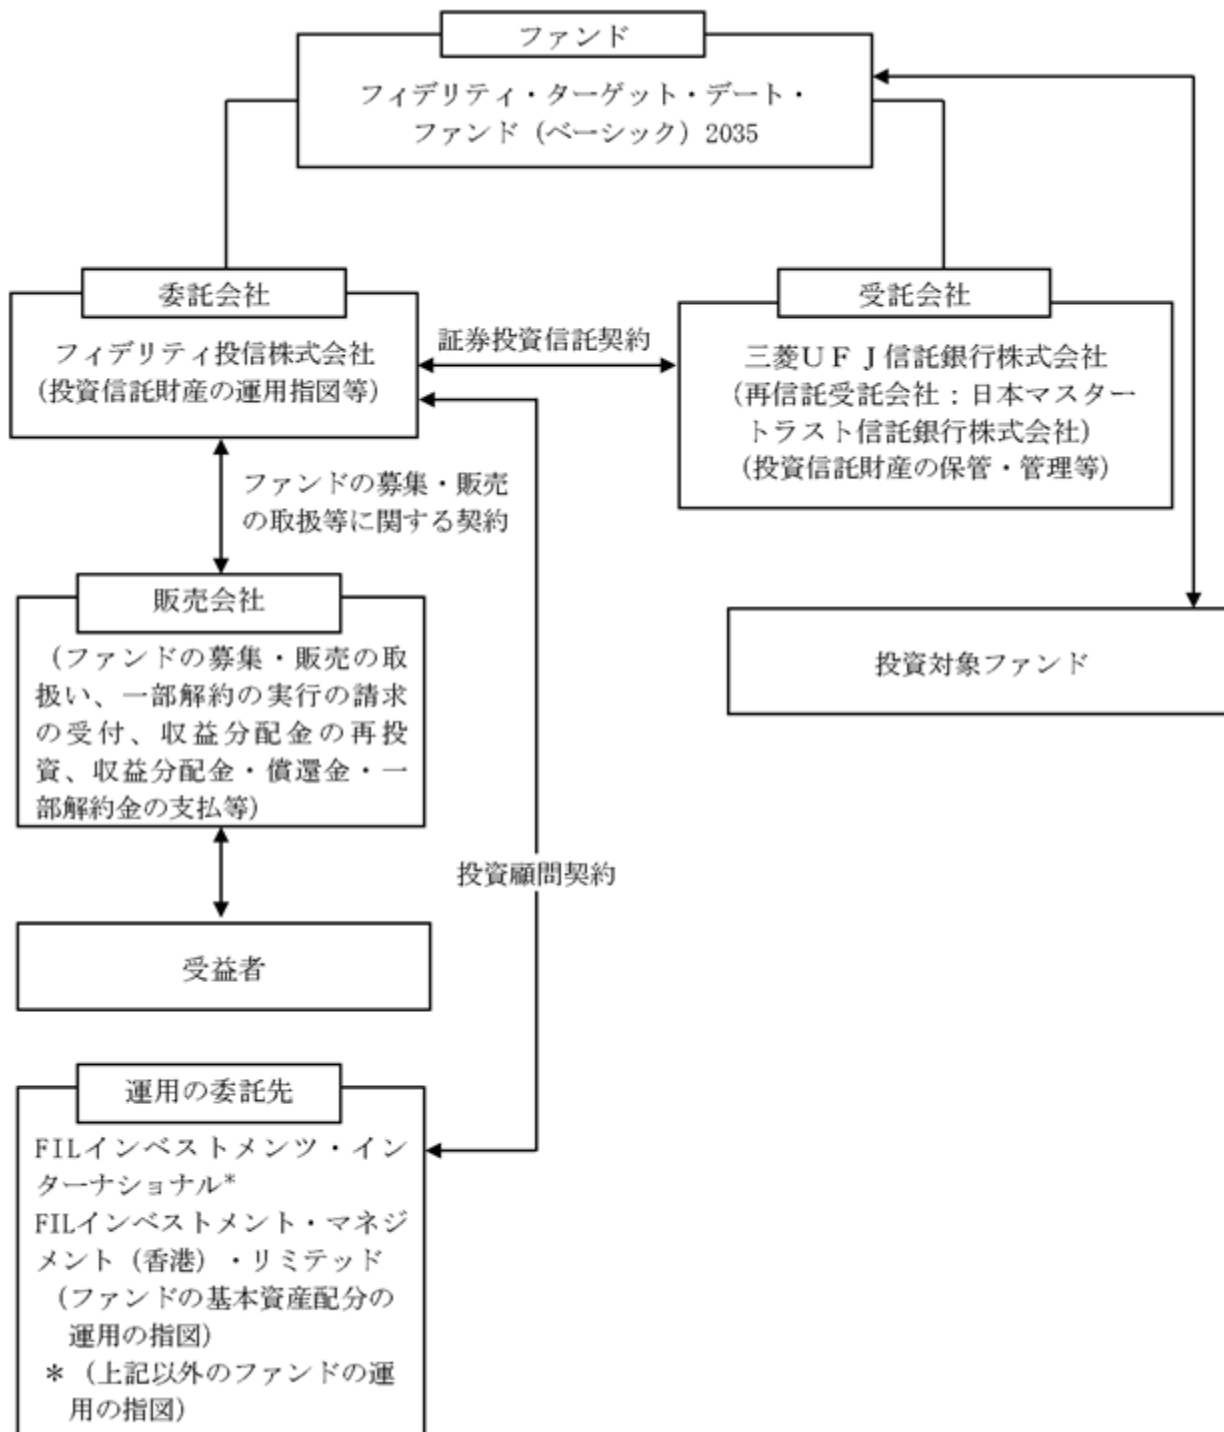 ファンド
フィデリティ・ターゲット・デート・
ファンド（ベーシック）2035
委託会社
フィデリティ投信株式会社
（投資信託財産の運用指図等）
証券投資信託契約
受託会社
三菱ＵＦＪ信託銀行株式会社
（再信託受託会社：日本マスター
トラスト信託銀行株式会社）
（投資信託財産の保管・管理等）
ファンドの募集・販売
の取扱等に関する契約
販売会社
（ファンドの募集・販売の取
扱い、一部解約の実行の請求
の受付、収益分配金の再投
資、収益分配金・償還金・一
部解約金の支払等）
投資対象ファンド
投資顧問契約
受益者
運用の委託先
FILインベストメンツ・イン
ターナショナル*
FILインベストメント・マネジ
メント（香港）・リミテッド
（ファンドの基本資産配分の
運用の指図）
＊（上記以外のファンドの運
用の指図）